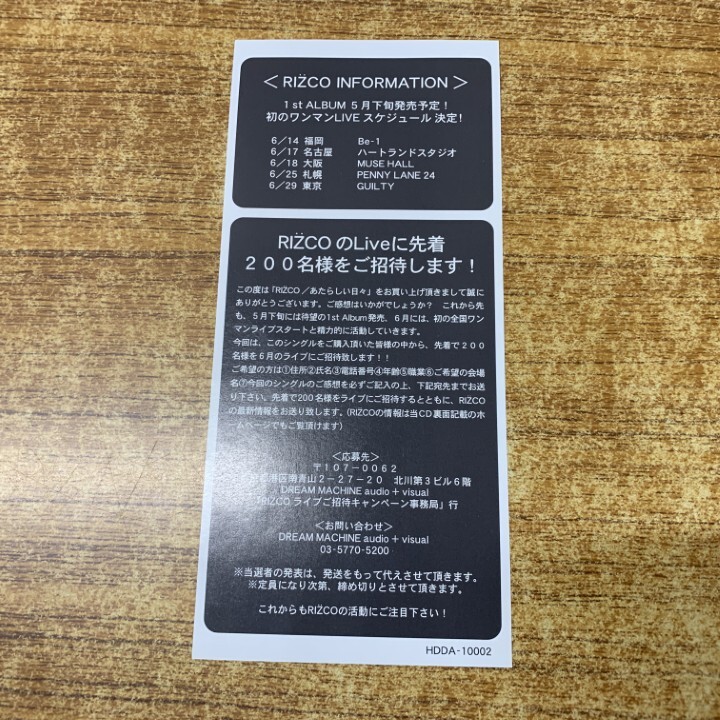 ＜ RIZCO INFORMATION ＞
1st ALBUM ５月下旬発売予定！
初のワンマンLIVE スケジュール 決定！
6／14 福岡 Be-1
6／17 名古屋 ハートランドスタジオ
6／18 大阪 MUSE HALL
6／25 札幌 PENNY LANE 24
6／29 東京 GUILTY
RIZCO のLiveに先着
２００名様をご招待します！
この度は「RIZCO／あたらしい日々」をお買い上げ頂きまして誠に
ありがとうございます。ご感想はいかがでしょうか？ これから先
も、５月下旬には待望の1st Album発売、６月には、初の全国ワン
マンライブスタートと精力的に活動していきます。
今回は、このシングルをご購入頂いた皆様の中から、先着で２００
名様を６月のライブにご招待致します！！
ご希望の方は①住所②氏名③電話番号④年齢⑤職業⑥ご希望の会場
名⑦今回のシングルのご感想を必ずご記入の上、下記宛先までお送
り下さい。先着で200名様をライブにご招待するとともに、RIZCO
の最新情報をお送り致します。（RIZCOの情報は当CD裏面記載のホ
ームページでもご覧頂けます）
＜応募先＞
〒１０７－００６２
港区南青山２－２７－２０ 北川第３ビル６階
DREAM MACHINE audio + visual
「RIZCO ライブご招待キャンペーン事務局」行
＜お問い合わせ＞
DREAM MACHINE audio + visual
03-5770-5200
※当選者の発表は、発送をもって代えさせて頂きます。
※定員になり次第、締め切りとさせて頂きます。
これからもRIZCOの活動にご注目下さい！
HDDA-10002